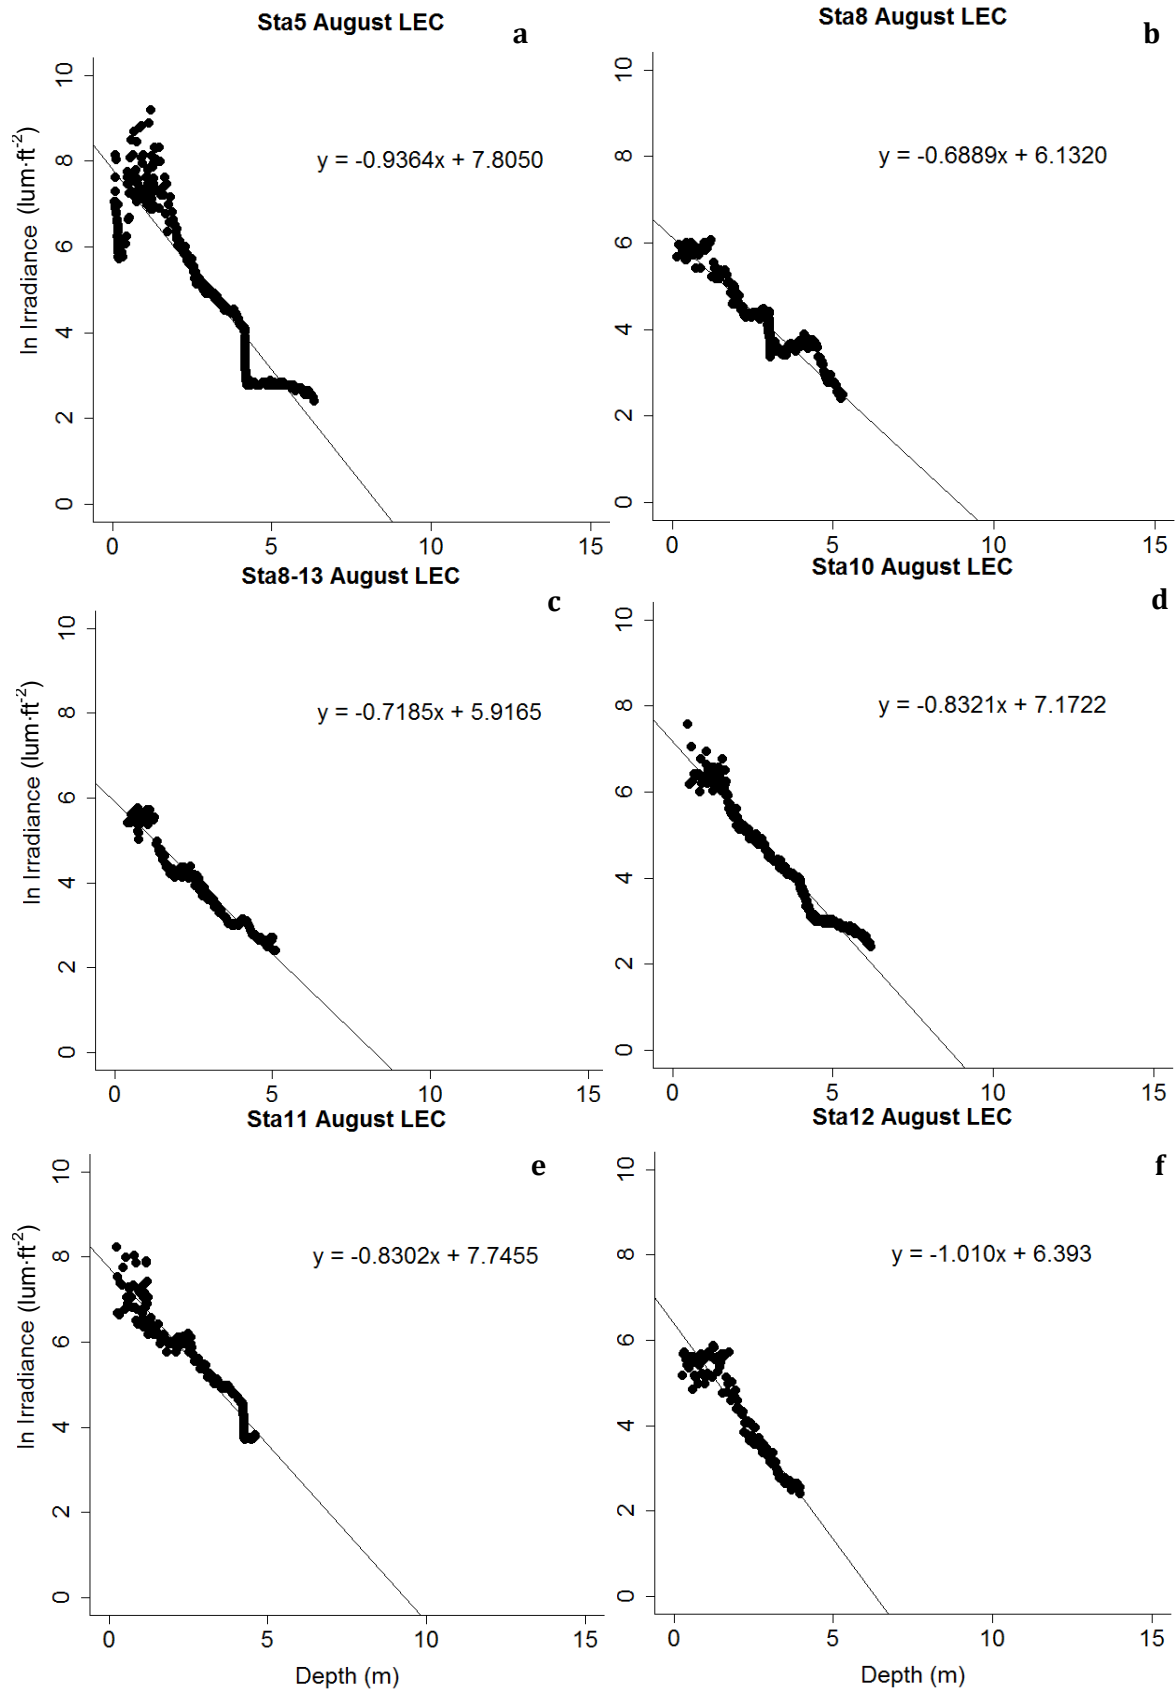 Sta5 August LEC
a
ln Irradiance (lum·ft⁻²)
y = -0.9364x + 7.8050
0 2 4 6 8 10
0 5 10 15
Sta8 August LEC
b
y = -0.6889x + 6.1320
0 2 4 6 8 10
0 5 10 15
Sta8-13 August LEC
c
ln Irradiance (lum·ft⁻²)
y = -0.7185x + 5.9165
0 2 4 6 8 10
0 5 10 15
Sta10 August LEC
d
y = -0.8321x + 7.1722
0 2 4 6 8 10
0 5 10 15
Sta11 August LEC
e
ln Irradiance (lum·ft⁻²)
y = -0.8302x + 7.7455
0 2 4 6 8 10
0 5 10 15
Depth (m)
Sta12 August LEC
f
y = -1.010x + 6.393
0 2 4 6 8 10
0 5 10 15
Depth (m)